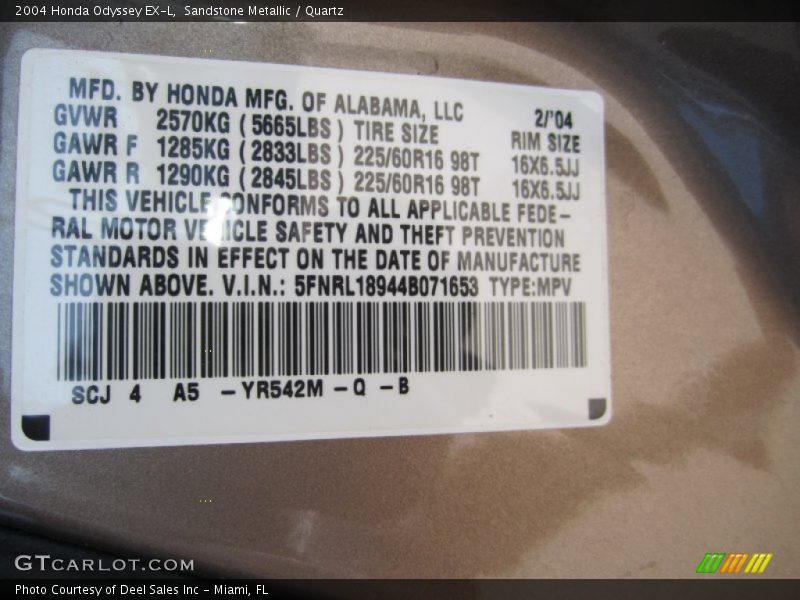 2004 Honda Odyssey EX-L, Sandstone Metallic / Quartz
MFD. BY HONDA MFG. OF ALABAMA, LLC 2/'04
GVWR 2570KG ( 5665LBS ) TIRE SIZE RIM SIZE
GAWR F 1285KG ( 2833LBS ) 225/60R16 98T 16X6.5JJ
GAWR R 1290KG ( 2845LBS ) 225/60R16 98T 16X6.5JJ
THIS VEHICLE CONFORMS TO ALL APPLICABLE FEDE-
RAL MOTOR VEHICLE SAFETY AND THEFT PREVENTION
STANDARDS IN EFFECT ON THE DATE OF MANUFACTURE
SHOWN ABOVE. V.I.N.: 5FNRL18944B071653 TYPE:MPV
SCJ 4 A5 -YR542M -Q -B
GTCARLOT.COM
Photo Courtesy of Deel Sales Inc - Miami, FL